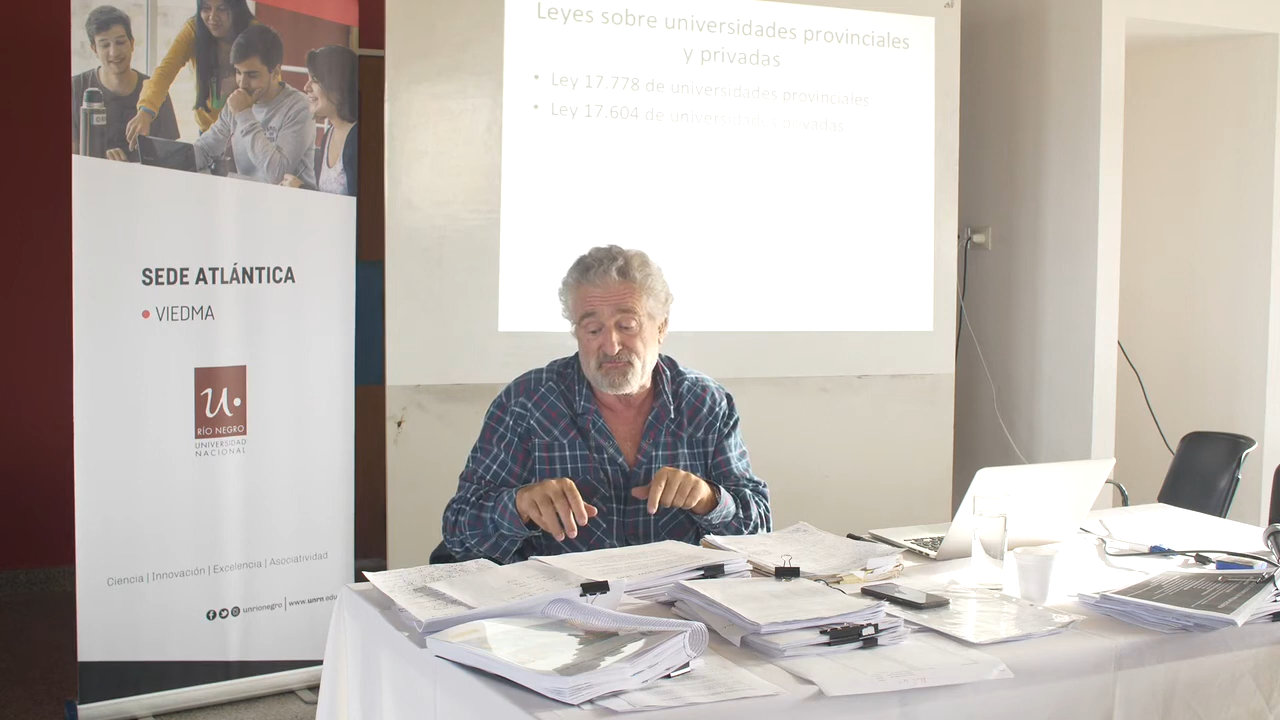 SEDE ATLÁNTICA
• VIEDMA
u.
RÍO NEGRO
UNIVERSIDAD
NACIONAL
Ciencia | Innovación | Excelencia | Asociatividad
unrionegro | www.unrn.edu
Leyes sobre universidades provinciales
y privadas
• Ley 17.778 de universidades provinciales
• Ley 17.604 de universidades privadas